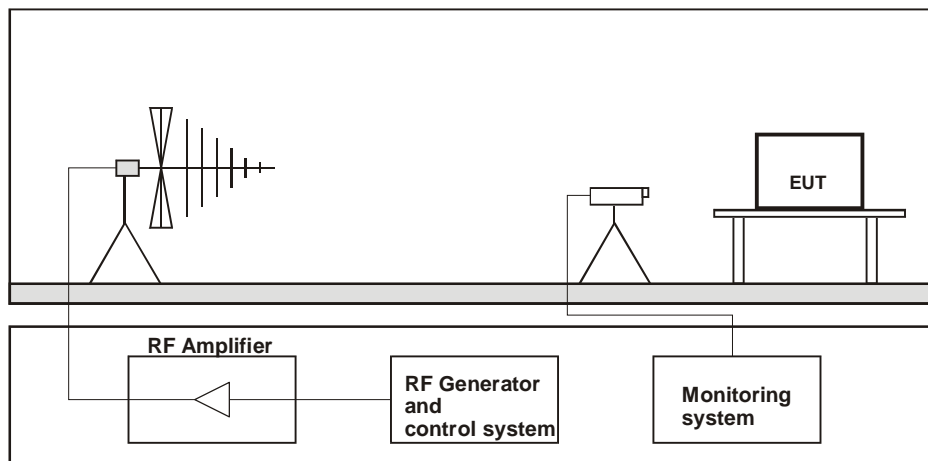 EUT
RF Amplifier
RF Generator
and
control system
Monitoring
system